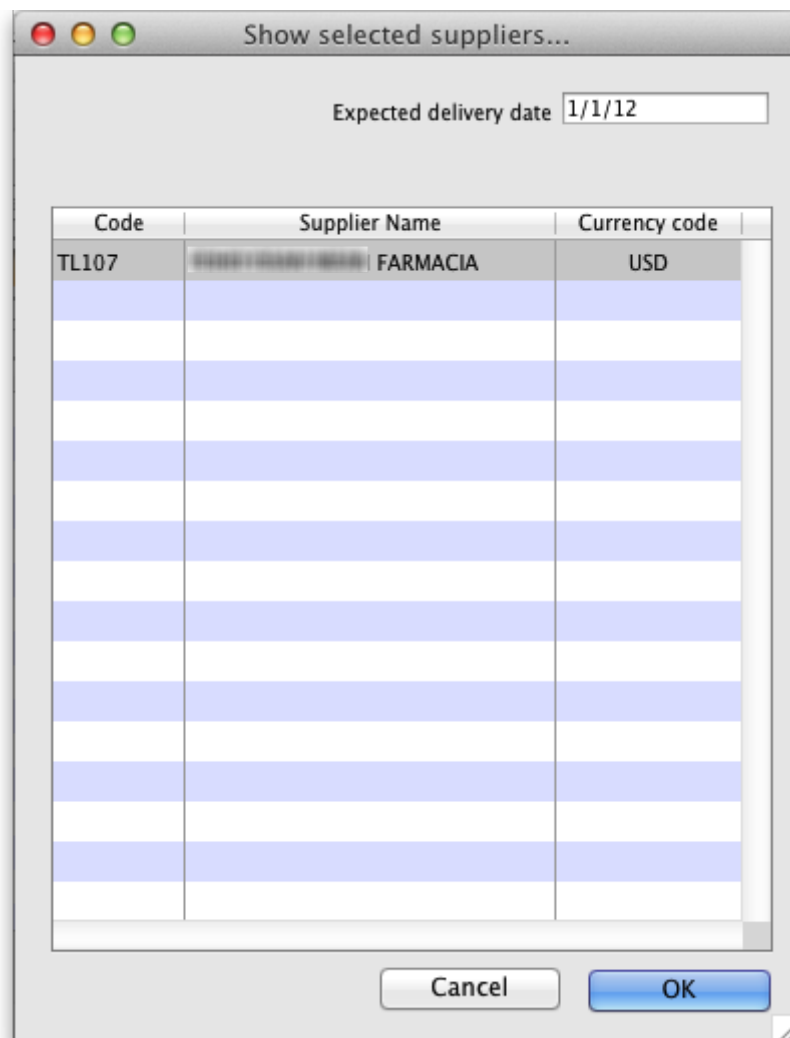 Show selected suppliers...
Expected delivery date 1/1/12
Code Supplier Name Currency code
TL107 FARMACIA USD
Cancel OK